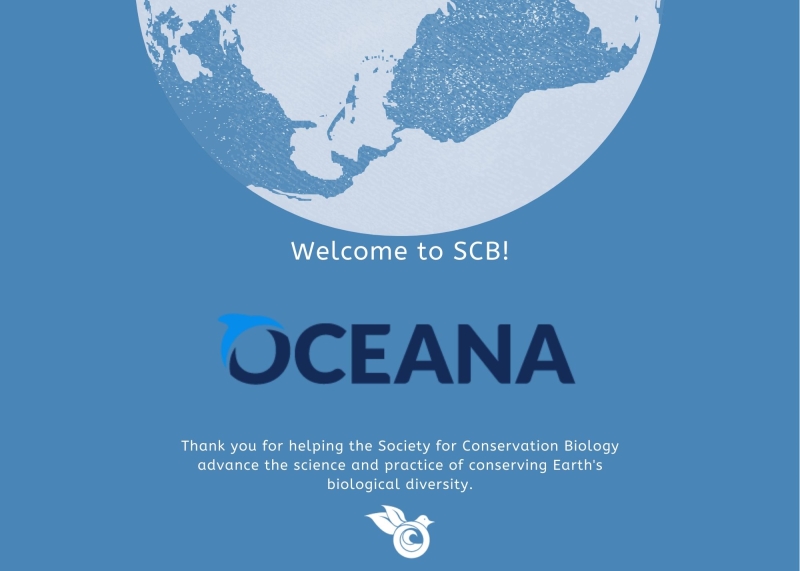 Welcome to SCB!
OCEANA
Thank you for helping the Society for Conservation Biology
advance the science and practice of conserving Earth's
biological diversity.